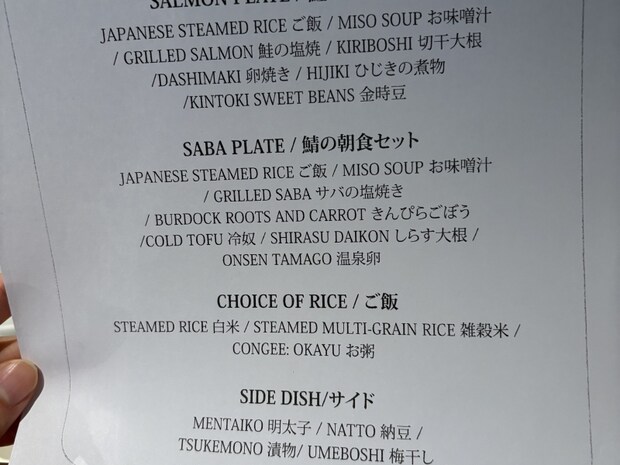 SALMON PLATE /
JAPANESE STEAMED RICE ご飯 / MISO SOUP お味噌汁
/ GRILLED SALMON 鮭の塩焼 / KIRIBOSHI 切干大根
/DASHIMAKI 卵焼き / HIJIKI ひじきの煮物
/KINTOKI SWEET BEANS 金時豆
SABA PLATE / 鯖の朝食セット
JAPANESE STEAMED RICE ご飯 / MISO SOUP お味噌汁
/ GRILLED SABA サバの塩焼き
/ BURDOCK ROOTS AND CARROT きんぴらごぼう
/COLD TOFU 冷奴 / SHIRASU DAIKON しらす大根 /
ONSEN TAMAGO 温泉卵
CHOICE OF RICE / ご飯
STEAMED RICE 白米 / STEAMED MULTI-GRAIN RICE 雑穀米 /
CONGEE: OKAYU お粥
SIDE DISH/サイド
MENTAIKO 明太子 / NATTO 納豆 /
TSUKEMONO 漬物/ UMEBOSHI 梅干し